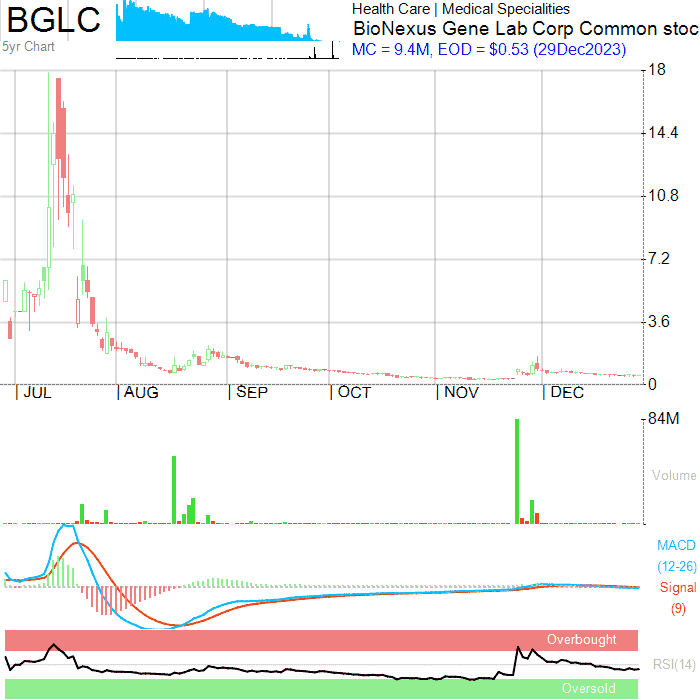 BGLC
5yr Chart
Health Care | Medical Specialities
BioNexus Gene Lab Corp Common stoc
MC = 9.4M, EOD = $0.53 (29Dec2023)
18
14.4
10.8
7.2
3.6
0
JUL AUG SEP OCT NOV DEC
84M
Volume
MACD
(12-26)
Signal
(9)
Overbought
RSI(14)
Oversold